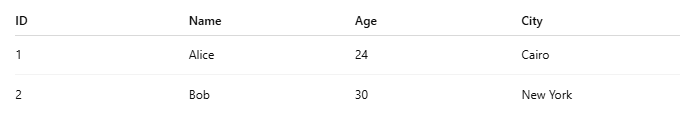 ID Name Age City
1 Alice 24 Cairo
2 Bob 30 New York